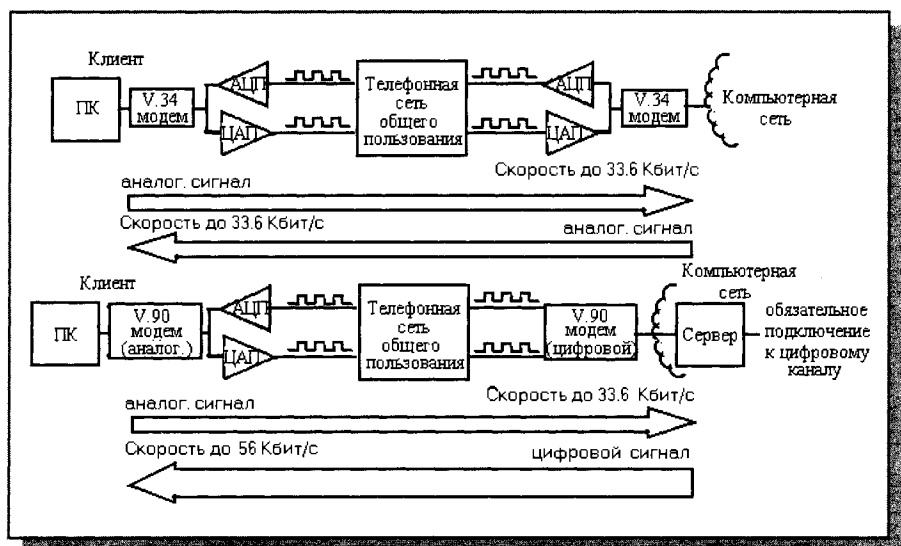 Клиент
ПК
V.34
модем
АЦП
ЦАП
Телефонная
сеть
общего
пользования
АЦП
ЦАП
V.34
модем
Компьютерная
сеть
Скорость до 33.6 Кбит/с
аналог. сигнал
Скорость до 33.6 Кбит/с
аналог. сигнал
Клиент
Компьютерная
сеть
ПК
V.90
модем
(аналог.)
АЦП
ЦАП
Телефонная
сеть
общего
пользования
V.90
модем
(цифровой)
Сервер
обязательное
подключение
к цифровому
каналу
Скорость до 33.6 Кбит/с
аналог. сигнал
Скорость до 56 Кбит/с
цифровой сигнал